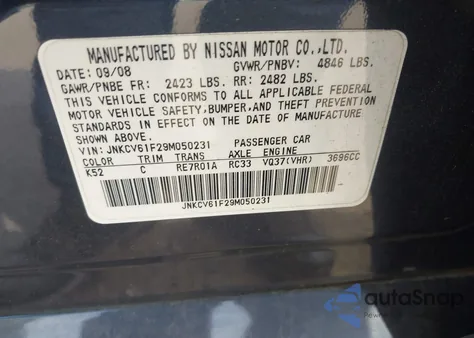 MANUFACTURED BY NISSAN MOTOR CO.,LTD.
DATE: 09/08 GVWR/PNBV: 4846 LBS.
GAWR/PNBE FR: 2423 LBS. RR: 2482 LBS.
THIS VEHICLE CONFORMS TO ALL APPLICABLE FEDERAL
MOTOR VEHICLE SAFETY,BUMPER,AND THEFT PREVENTION
STANDARDS IN EFFECT ON THE DATE OF MANUFACTURE
SHOWN ABOVE.
JNKCV61F29M050231 PASSENGER CAR
COLOR TRIM TRANS AXLE ENGINE
K52 C RE7R01A RC33 VQ37(VHR) 3696CC
JNKCV61F29M050231
autoSnap